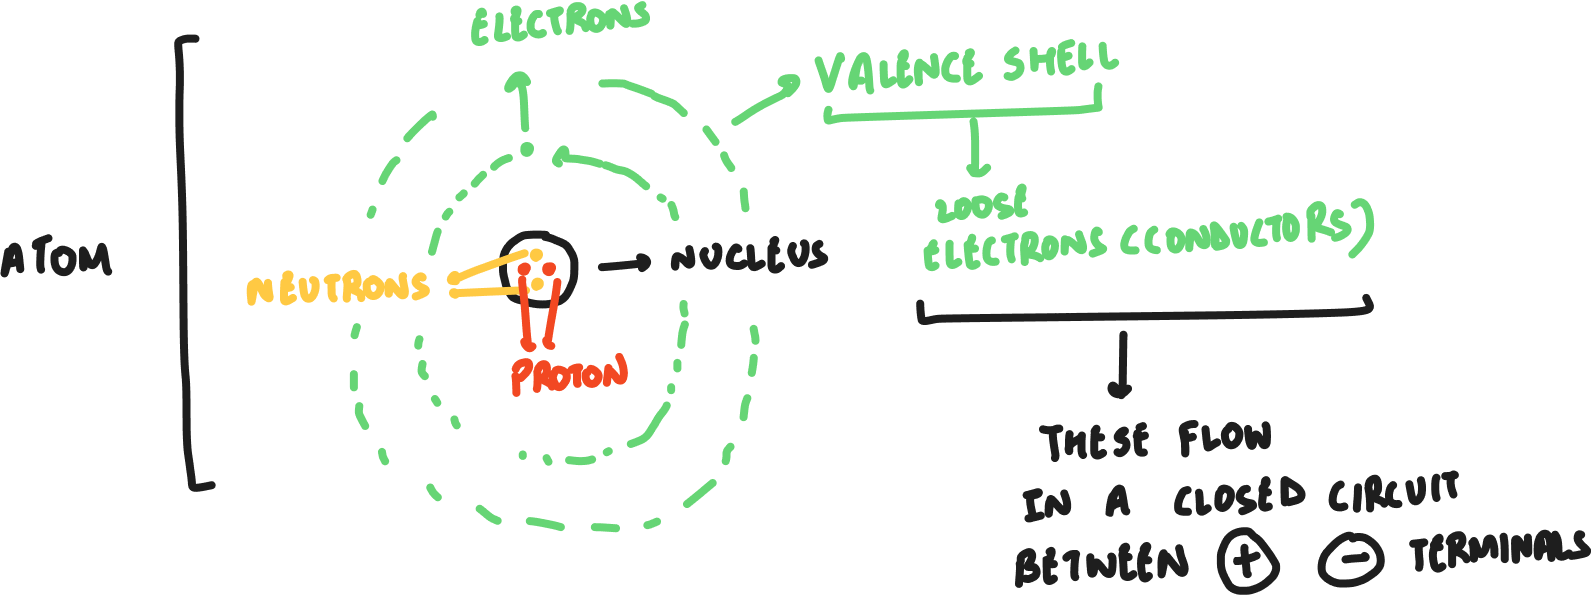 ELECTRONS
VALENCE SHELL
LOOSE
ELECTRONS (CONDUCTORS)
ATOM
NUCLEUS
NEUTRONS
PROTON
THESE FLOW
IN A CLOSED CIRCUIT
BETWEEN + - TERMINALS